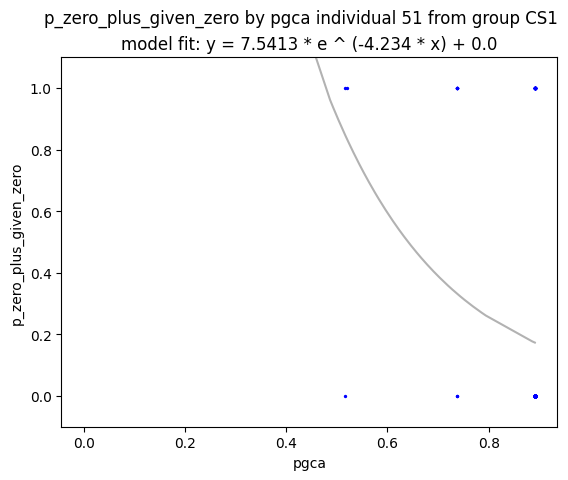 p_zero_plus_given_zero by pgca individual 51 from group CS1
model fit: y = 7.5413 * e ^ (-4.234 * x) + 0.0
1.0
0.8
0.6
0.4
0.2
0.0
p_zero_plus_given_zero
0.0 0.2 0.4 0.6 0.8
pgca